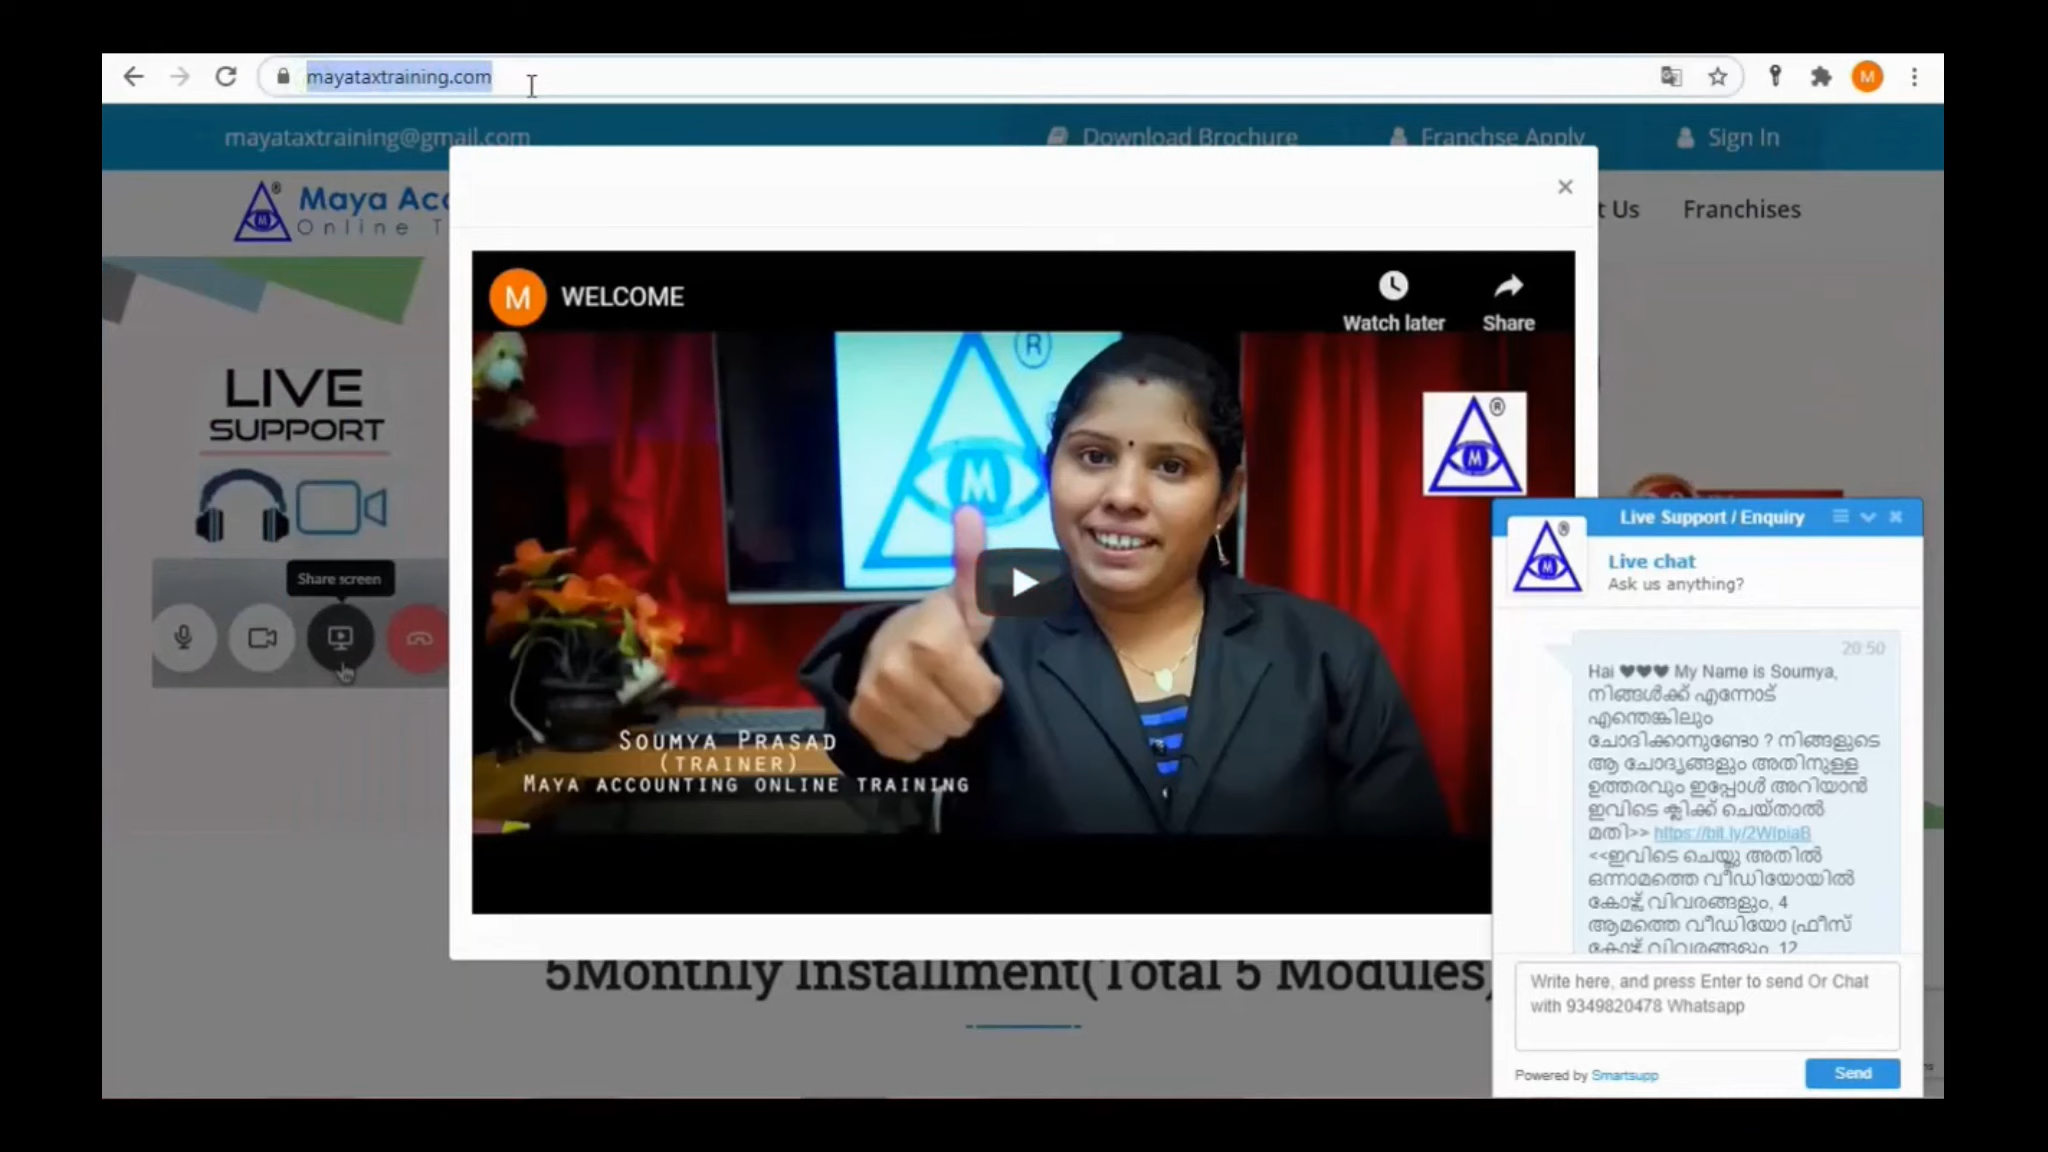 mayataxtraining.com
M
mayataxtraining@gmail.com
Download Brochure
Franchse Apply
Sign In
Maya Acc
Online T
t Us
Franchises
LIVE
SUPPORT
Share screen
M
WELCOME
Watch later
Share
R
M
R
M
SOUMYA PRASAD
(TRAINER)
MAYA ACCOUNTING ONLINE TRAINING
Live Support / Enquiry
Live chat
Ask us anything?
20:50
Hai ♥♥♥ My Name is Soumya,
നിങ്ങൾക്ക് എന്നോട്
എന്തെങ്കിലും
ചോദിക്കാനുണ്ടോ ? നിങ്ങളുടെ
ആ ചോദ്യങ്ങളും അതിനുള്ള
ഉത്തരവും ഇപ്പോൾ അറിയാൻ
ഇവിടെ ക്ലിക്ക് ചെയ്താൽ
മതി>>
<<ഇവിടെ ചെയ്തു അതിൽ
ഒന്നാമത്തെ വീഡിയോയിൽ
കോഴ്സ് വിവരങ്ങളും, 4
ആമത്തെ വീഡിയോ ഫ്രീസ്
കോഴ്സ് വിവരങ്ങളും, 12
Write here, and press Enter to send Or Chat
with 9349820478 Whatsapp
Powered by Smartsupp
Send
5Monthly Installment(Total 5 Modules)